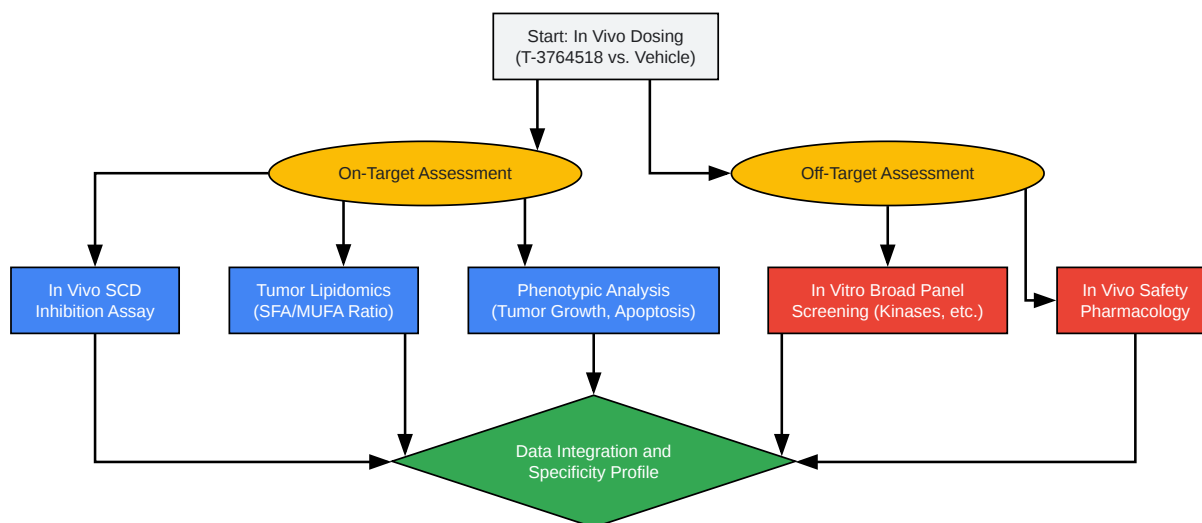 Start: In Vivo Dosing
(T-3764518 vs. Vehicle)
On-Target Assessment
Off-Target Assessment
In Vivo SCD
Inhibition Assay
Tumor Lipidomics
(SFA/MUFA Ratio)
Phenotypic Analysis
(Tumor Growth, Apoptosis)
In Vitro Broad Panel
Screening (Kinases, etc.)
In Vivo Safety
Pharmacology
Data Integration and
Specificity Profile